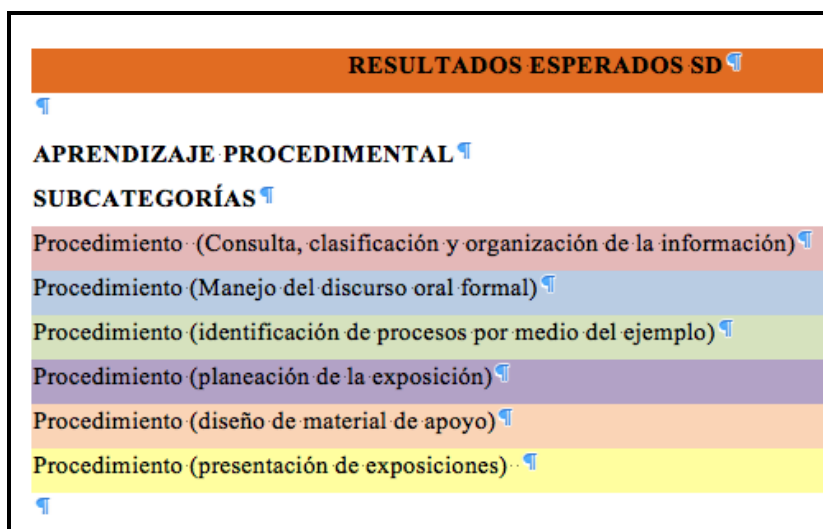 RESULTADOS ESPERADOS SD
APRENDIZAJE PROCEDIMENTAL
SUBCATEGORÍAS
Procedimiento (Consulta, clasificación y organización de la información)
Procedimiento (Manejo del discurso oral formal)
Procedimiento (identificación de procesos por medio del ejemplo)
Procedimiento (planeación de la exposición)
Procedimiento (diseño de material de apoyo)
Procedimiento (presentación de exposiciones)